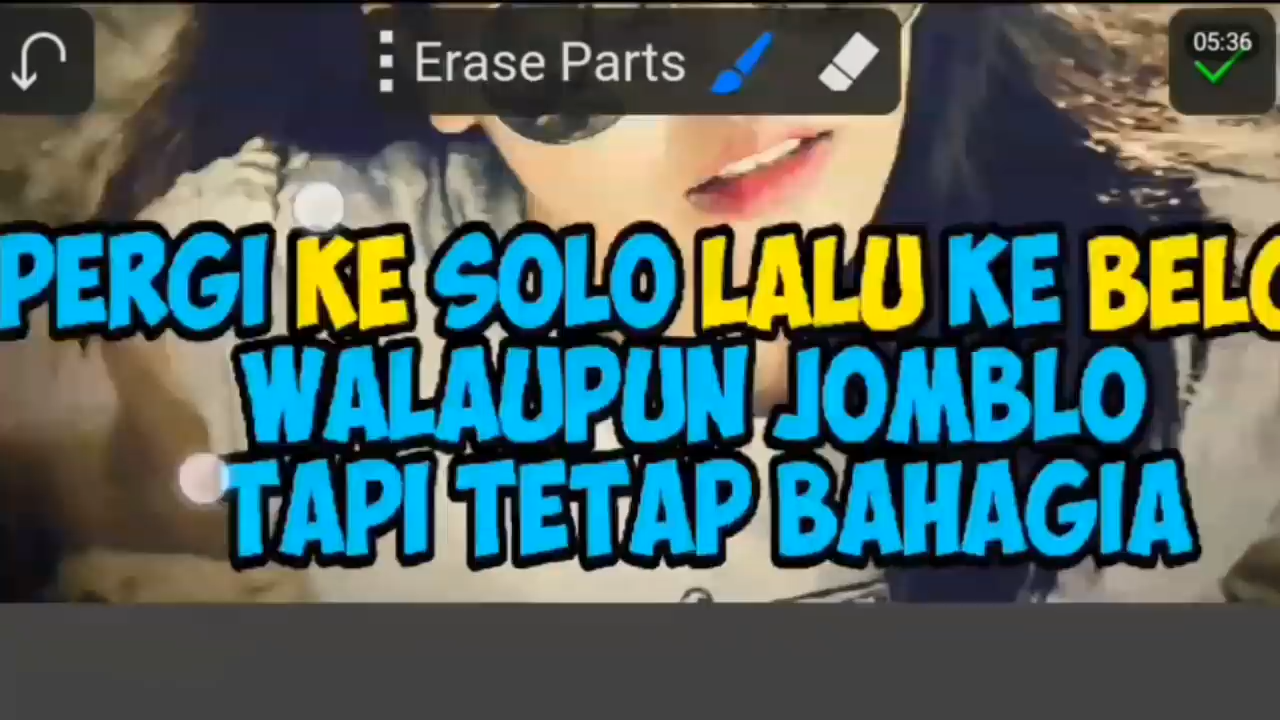 Erase Parts
05:36
PERGI KE SOLO LALU KE
WALAUPUN JOMBLO
TAPI TETAP BAHAGIA